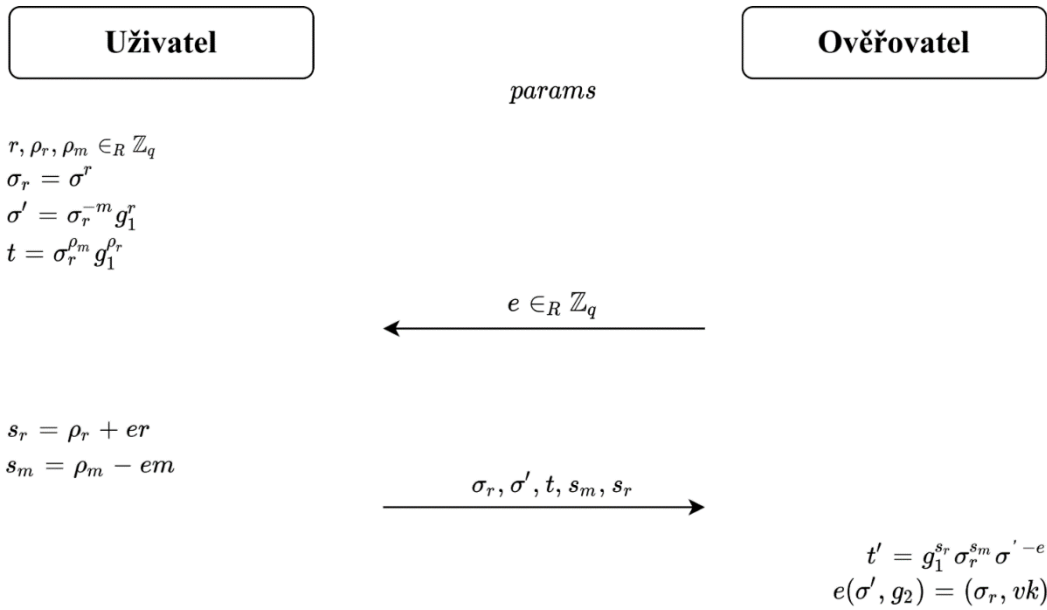 Uživatel
Ověřovatel
params
r, ρ_r, ρ_m ∈_R ℤ_q
σ_r = σ^r
σ′ = σ_r^{−m} g_1^r
t = σ_r^{ρ_m} g_1^{ρ_r}
e ∈_R ℤ_q
s_r = ρ_r + er
s_m = ρ_m − em
σ_r, σ′, t, s_m, s_r
t′ = g_1^{s_r} σ_r^{s_m} σ^{′ −e}
e(σ′, g_2) = (σ_r, vk)